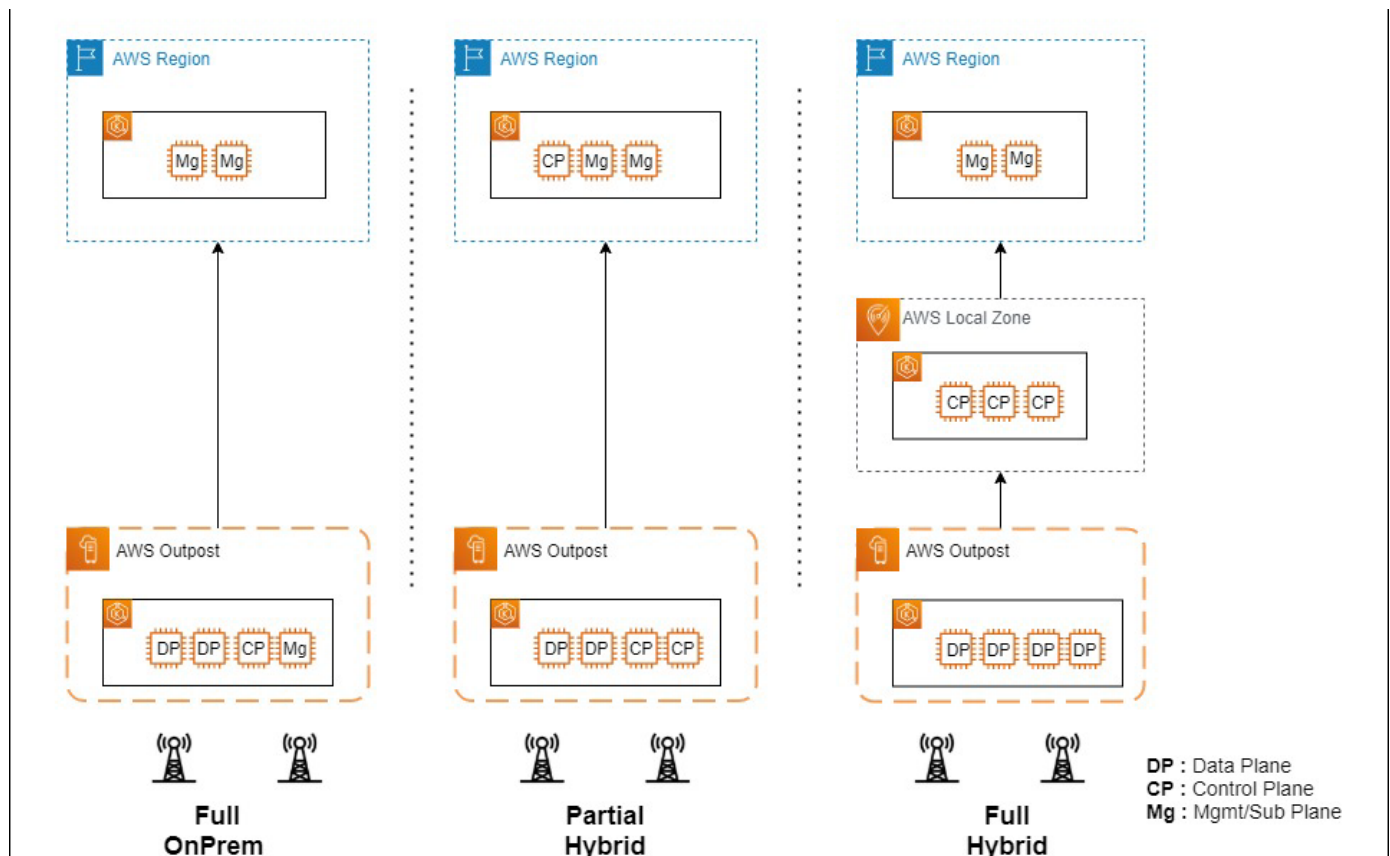 AWS Region
Mg Mg
AWS Outpost
DP DP CP Mg
Full
OnPrem
AWS Region
CP Mg Mg
AWS Outpost
DP DP CP CP
Partial
Hybrid
AWS Region
Mg Mg
AWS Local Zone
CP CP CP
AWS Outpost
DP DP DP DP
Full
Hybrid
DP : Data Plane
CP : Control Plane
Mg : Mgmt/Sub Plane